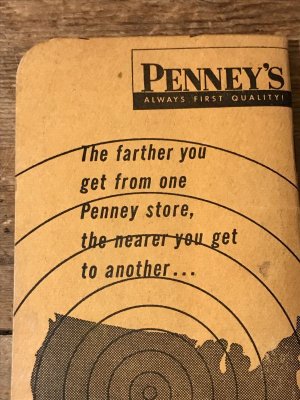 PENNEY'S
ALWAYS FIRST QUALITY!
The farther you
get from one
Penney store,
the nearer you get
to another...